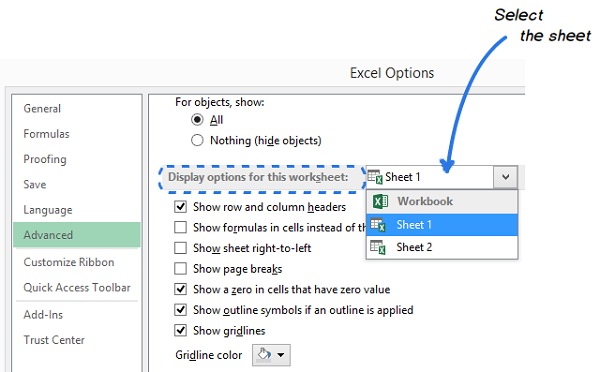 Select
the sheet
Excel Options
General
Formulas
Proofing
Save
Language
Advanced
Customize Ribbon
Quick Access Toolbar
Add-Ins
Trust Center
For objects, show:
All
Nothing (hide objects)
Display options for this worksheet:
Sheet 1
Workbook
Sheet 1
Sheet 2
Show row and column headers
Show formulas in cells instead of
Show sheet right-to-left
Show page breaks
Show a zero in cells that have zero value
Show outline symbols if an outline is applied
Show gridlines
Gridline color